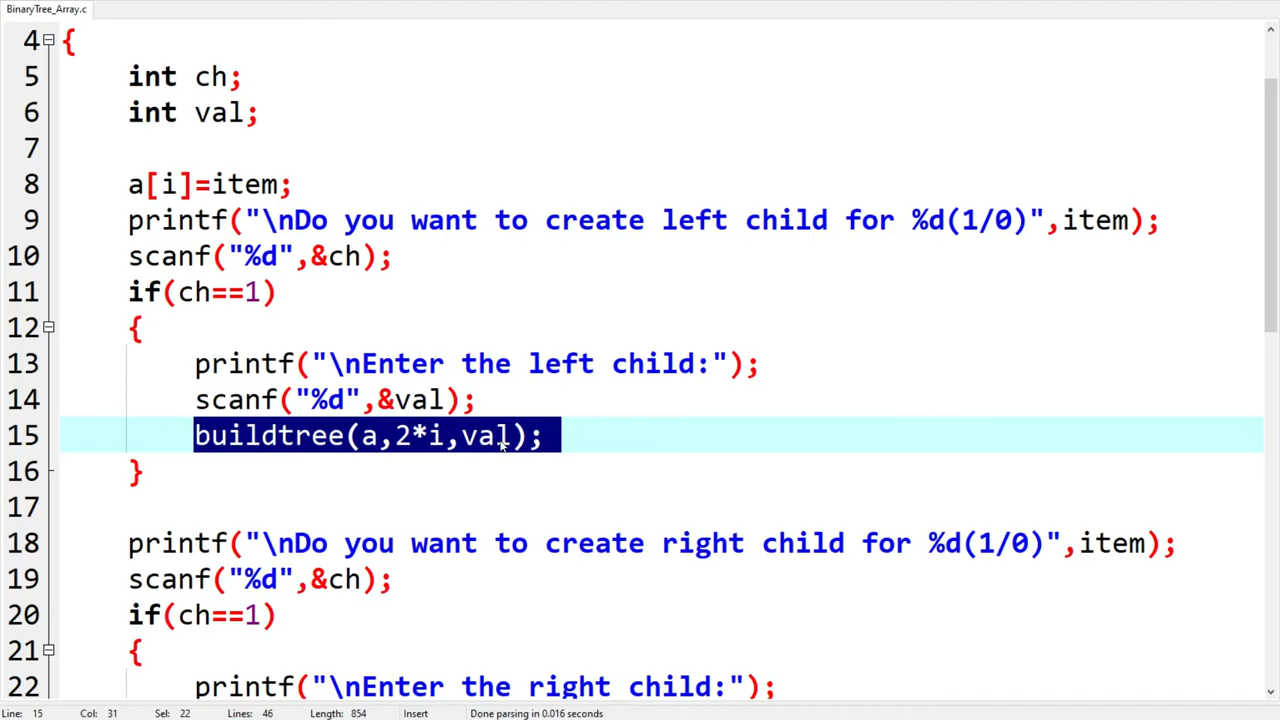 BinaryTree_Array.c
4 {
5 int ch;
6 int val;
7
8 a[i]=item;
9 printf("\nDo you want to create left child for %d(1/0)",item);
10 scanf("%d",&ch);
11 if(ch==1)
12 {
13 printf("\nEnter the left child:");
14 scanf("%d",&val);
15 buildtree(a,2*i,val);
16 }
17
18 printf("\nDo you want to create right child for %d(1/0)",item);
19 scanf("%d",&ch);
20 if(ch==1)
21 {
22 printf("\nEnter the right child:");
Line: 15 Col: 31 Sel: 22 Lines: 46 Length: 854 Insert Done parsing in 0.016 seconds